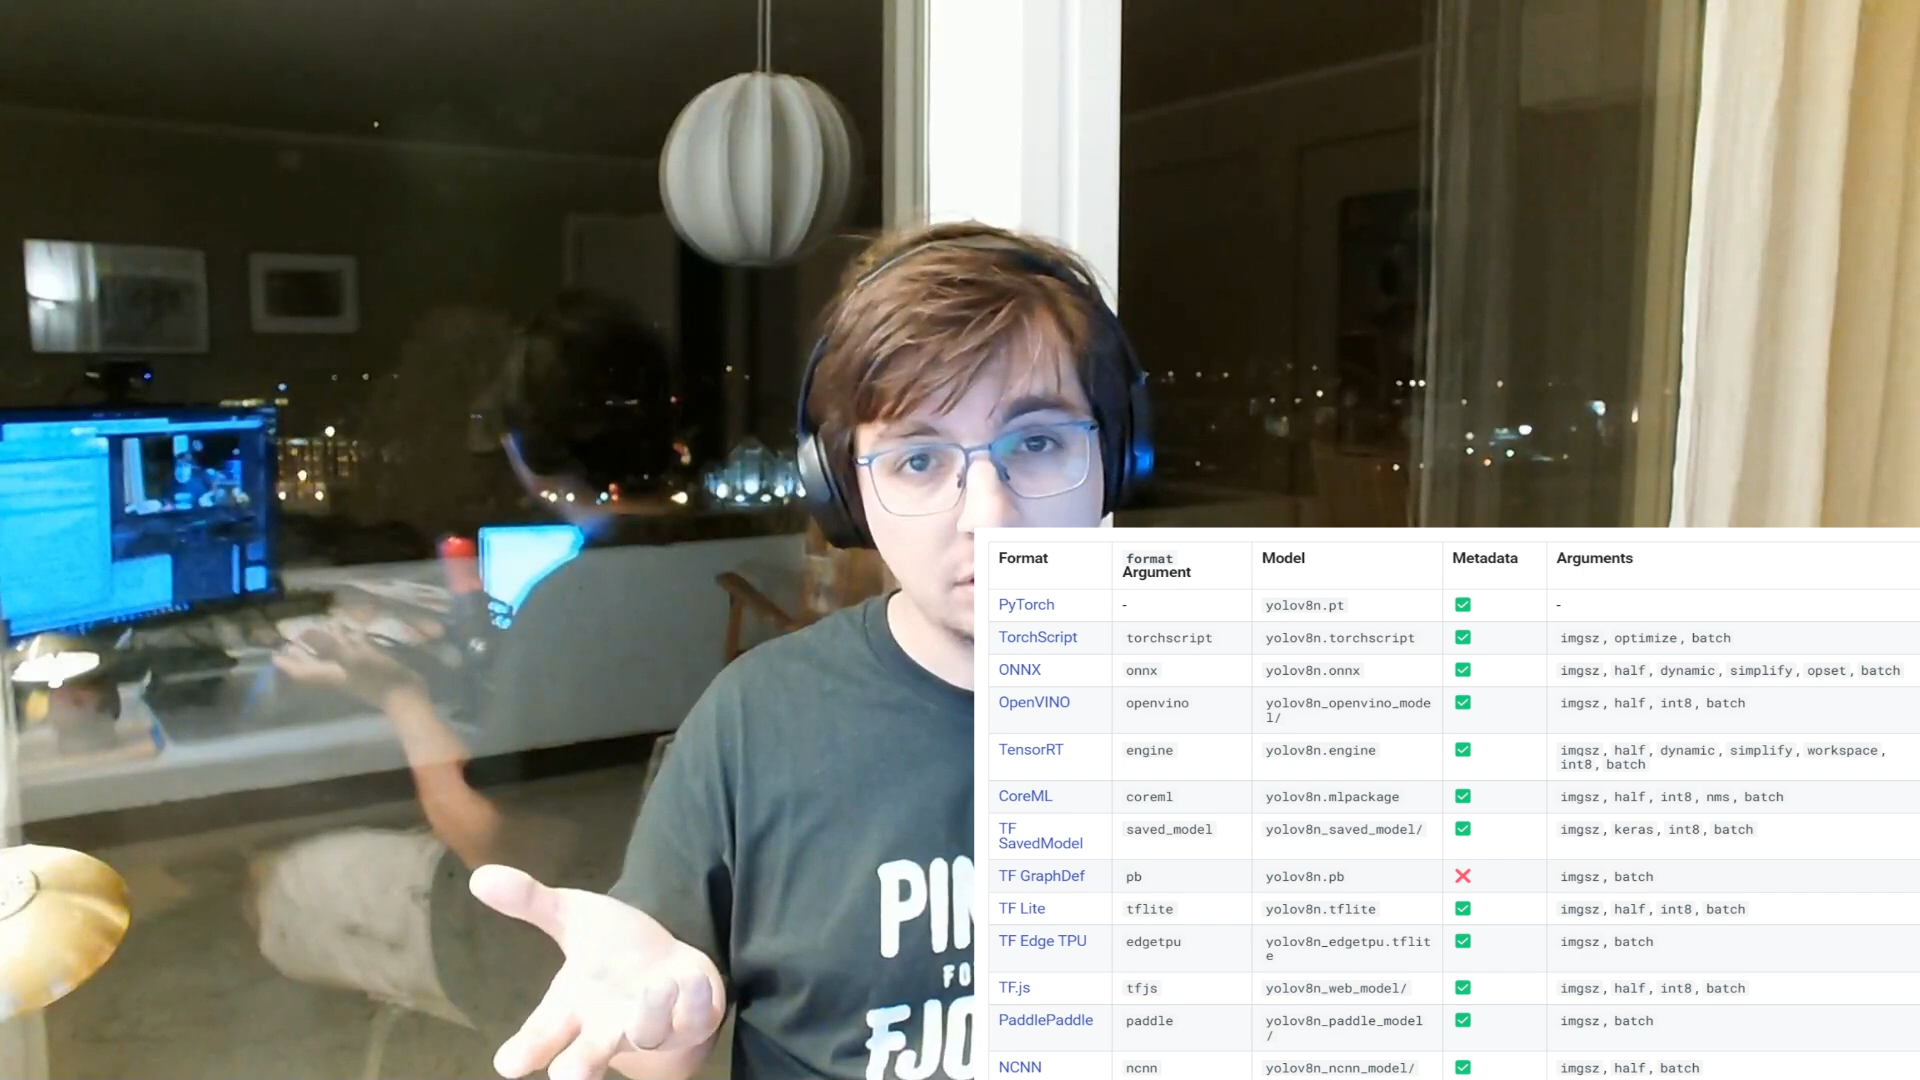 PIN
FO
FJO
Format format Argument Model Metadata Arguments
PyTorch - yolov8n.pt ✅ -
TorchScript torchscript yolov8n.torchscript ✅ imgsz, optimize, batch
ONNX onnx yolov8n.onnx ✅ imgsz, half, dynamic, simplify, opset, batch
OpenVINO openvino yolov8n_openvino_mode
l/ ✅ imgsz, half, int8, batch
TensorRT engine yolov8n.engine ✅ imgsz, half, dynamic, simplify, workspace,
int8, batch
CoreML coreml yolov8n.mlpackage ✅ imgsz, half, int8, nms, batch
TF
SavedModel saved_model yolov8n_saved_model/ ✅ imgsz, keras, int8, batch
TF GraphDef pb yolov8n.pb ❌ imgsz, batch
TF Lite tflite yolov8n.tflite ✅ imgsz, half, int8, batch
TF Edge TPU edgetpu yolov8n_edgetpu.tflit
e ✅ imgsz, batch
TF.js tfjs yolov8n_web_model/ ✅ imgsz, half, int8, batch
PaddlePaddle paddle yolov8n_paddle_model
/ ✅ imgsz, batch
NCNN ncnn yolov8n_ncnn_model/ ✅ imgsz, half, batch